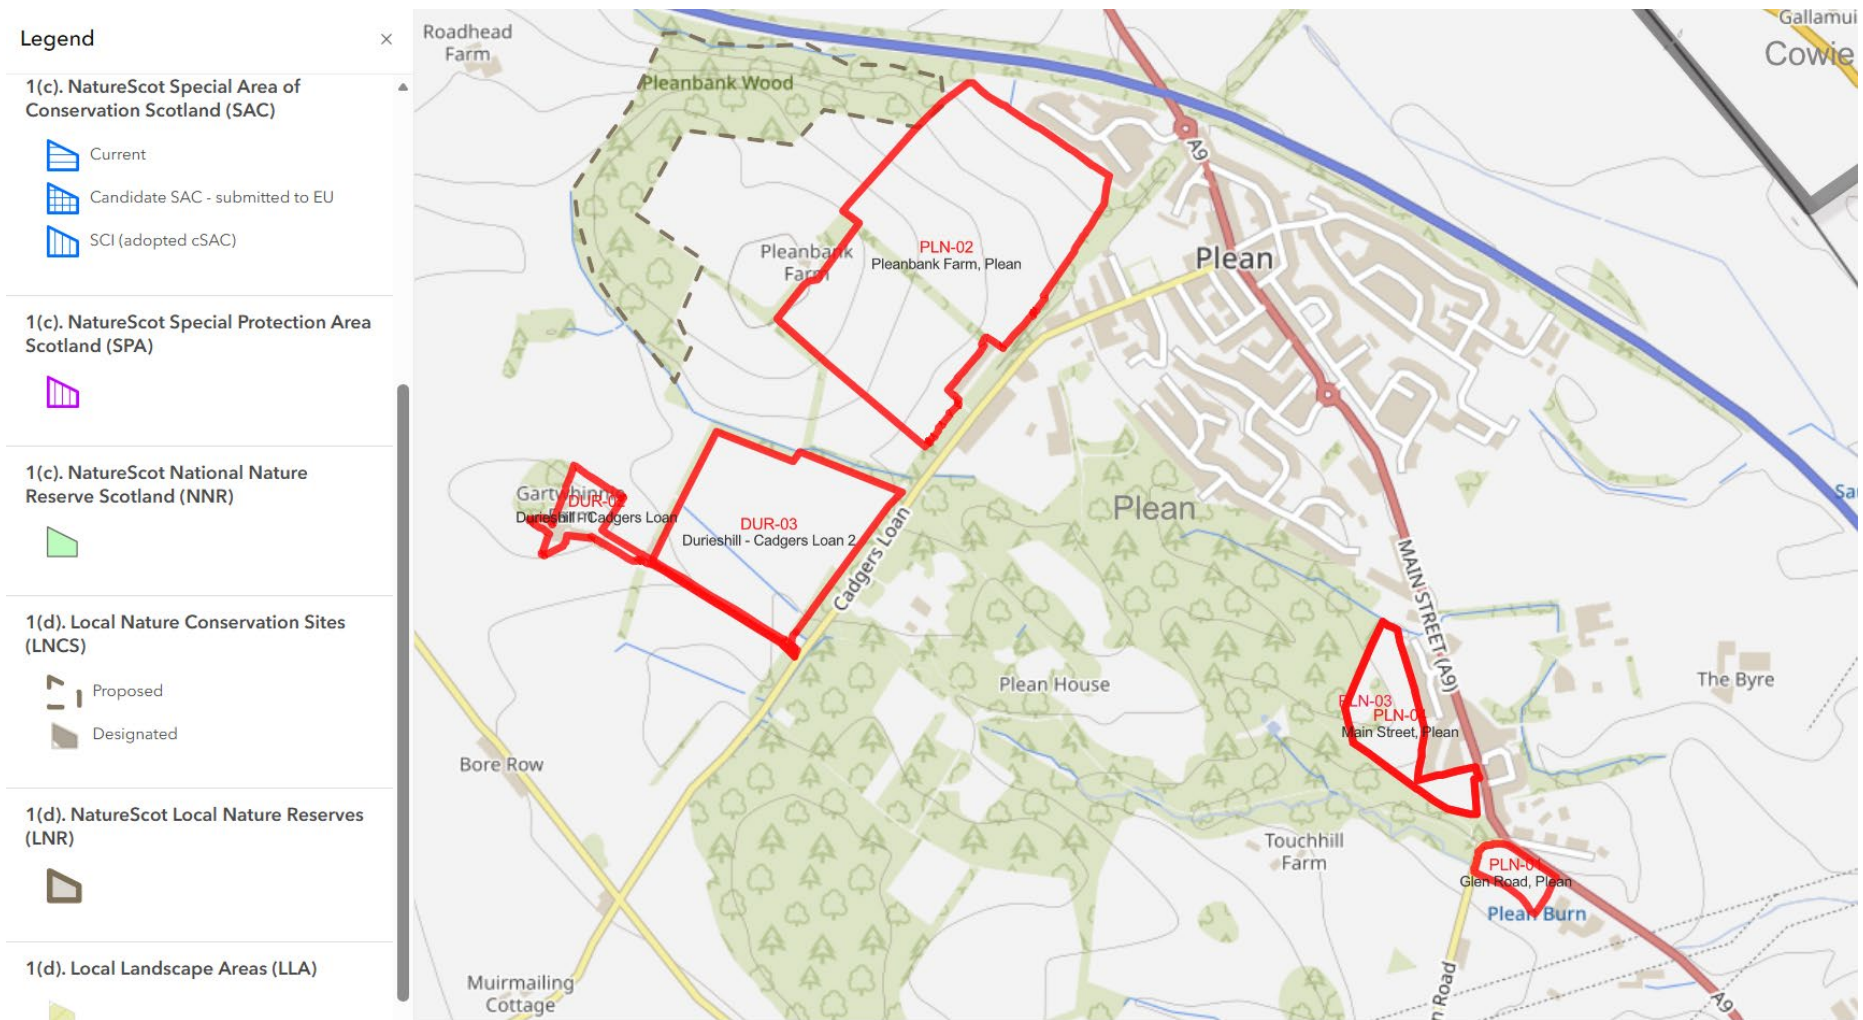 Legend
1(c). NatureScot Special Area of
Conservation Scotland (SAC)
Current
Candidate SAC - submitted to EU
SCI (adopted cSAC)
1(c). NatureScot Special Protection Area
Scotland (SPA)
1(c). NatureScot National Nature
Reserve Scotland (NNR)
1(d). Local Nature Conservation Sites
(LNCS)
Proposed
Designated
1(d). NatureScot Local Nature Reserves
(LNR)
1(d). Local Landscape Areas (LLA)
Roadhead
Farm
Pleanbank Wood
Gallamui
Cowie
A9
Plean
Pleanbank
Farm
PLN-02
Pleanbank Farm, Plean
DUR-03
Durieshill - Cadgers Loan 2
Cadgers Loan
Plean
MAIN STREET (A9)
Plean House
PLN-03
Main Street, Plean
The Byre
Bore Row
Touchhill
Farm
PLN-01
Glen Road, Plean
Plean Burn
Muirmailing
Cottage
n Road
A9